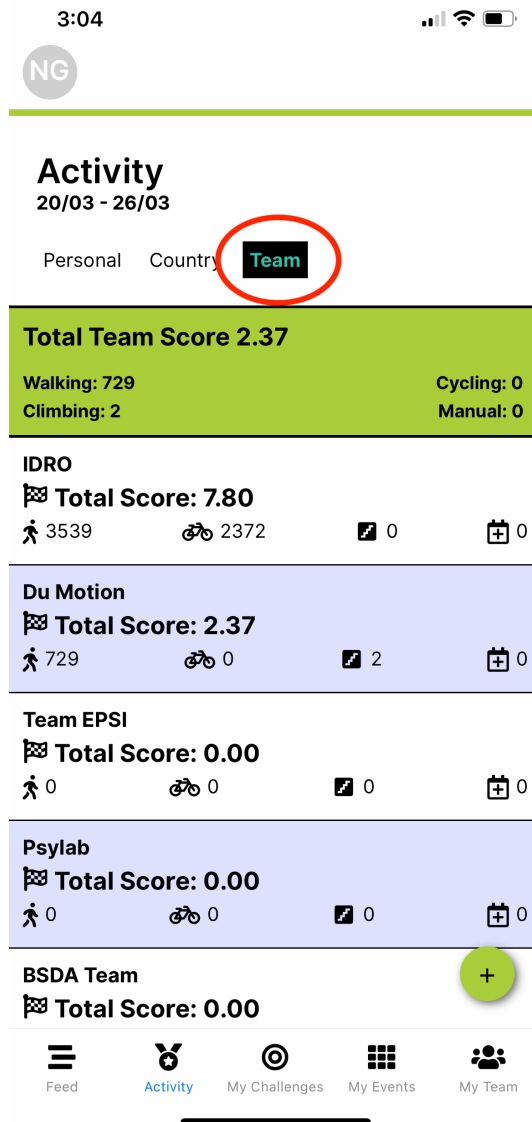 3:04
NG
Activity
20/03 - 26/03
Personal Country Team
Total Team Score 2.37
Walking: 729 Cycling: 0
Climbing: 2 Manual: 0
IDRO
Total Score: 7.80
3539 2372 0 0
Du Motion
Total Score: 2.37
729 0 2 0
Team EPSI
Total Score: 0.00
0 0 0 0
Psylab
Total Score: 0.00
0 0 0 0
BSDA Team
+
Total Score: 0.00
Feed Activity My Challenges My Events My Team